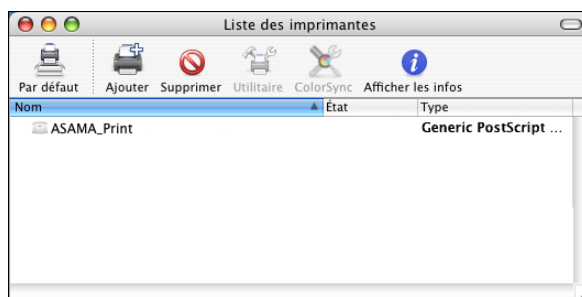 Liste des imprimantes
Par défaut Ajouter Supprimer Utilitaire ColorSync Afficher les infos
Nom État Type
ASAMA_Print Generic PostScript ...